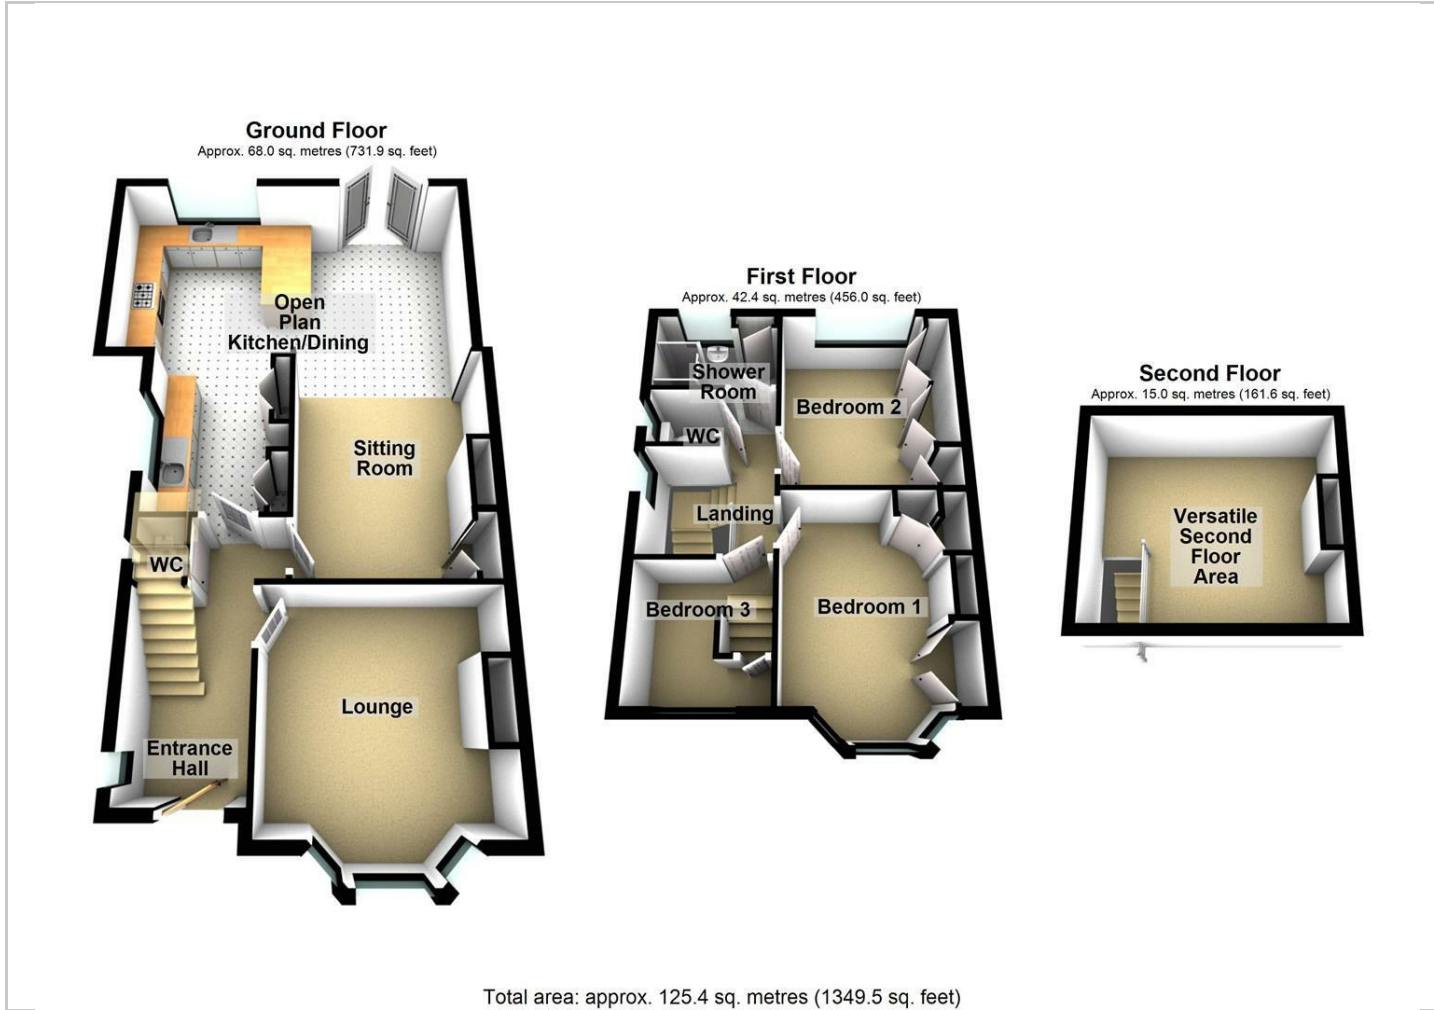 Ground Floor
Approx. 68.0 sq. metres (731.9 sq. feet)
Open
Plan
Kitchen/Dining
Sitting
Room
WC
Lounge
Entrance
Hall
First Floor
Approx. 42.4 sq. metres (456.0 sq. feet)
Shower
Room
Bedroom 2
WC
Landing
Bedroom 3
Bedroom 1
Second Floor
Approx. 15.0 sq. metres (161.6 sq. feet)
Versatile
Second
Floor
Area
Total area: approx. 125.4 sq. metres (1349.5 sq. feet)